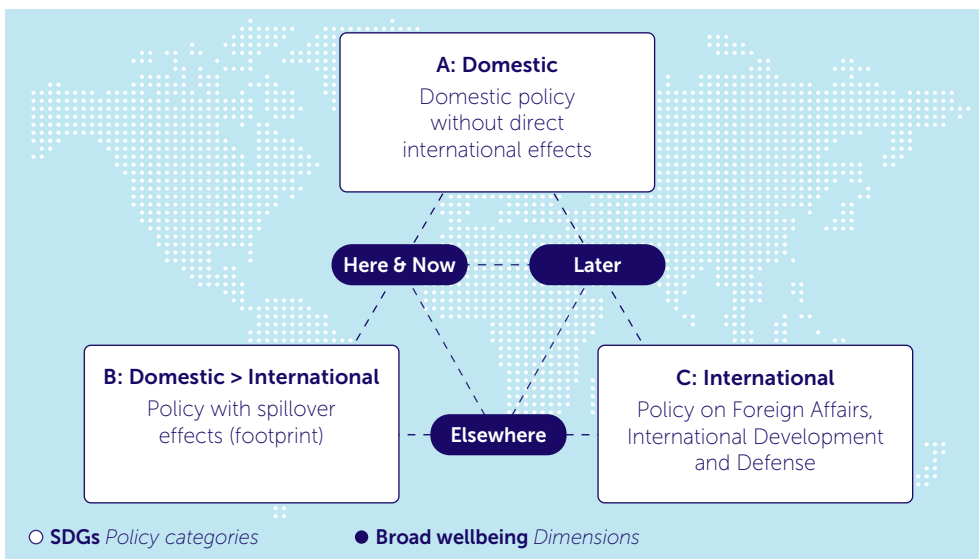 A: Domestic
Domestic policy
without direct
international effects
Here & Now
Later
B: Domestic > International
Policy with spillover
effects (footprint)
C: International
Policy on Foreign Affairs,
International Development
and Defense
Elsewhere
SDGs Policy categories
Broad wellbeing Dimensions